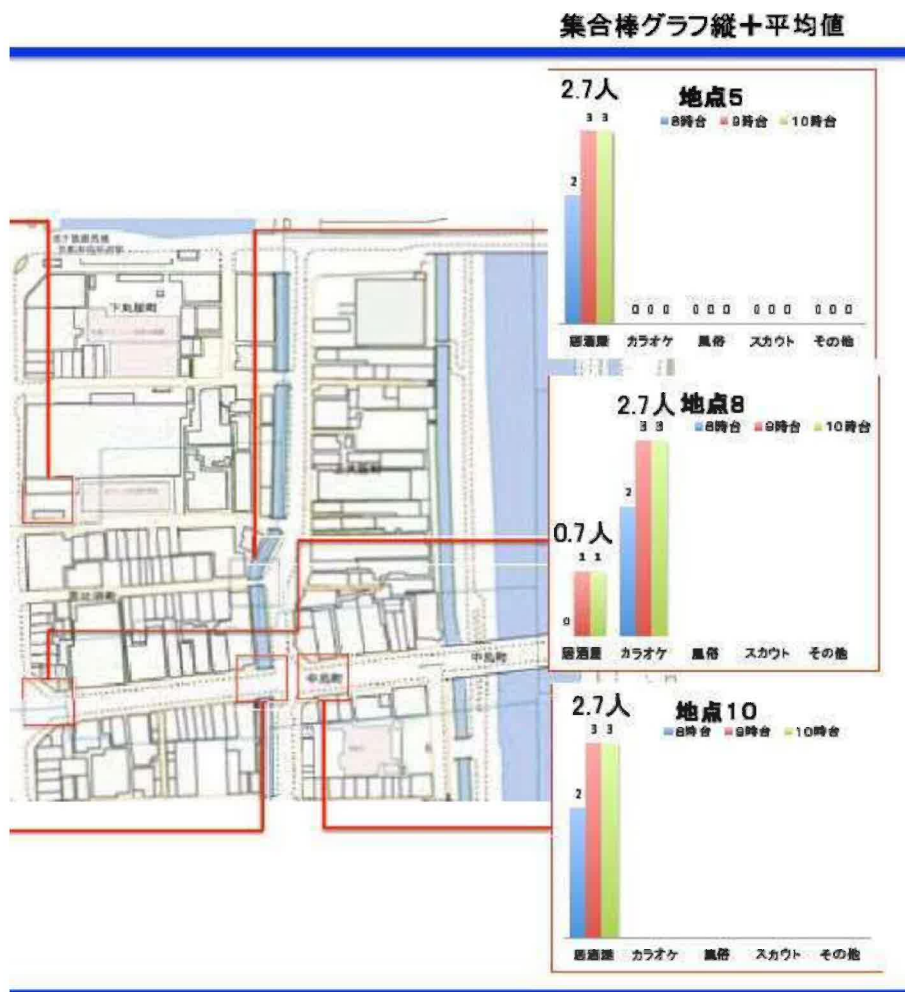 集合棒グラフ縦＋平均値
2.7人
地点5
8時台 9時台 10時台
3 3
2
0 0 0 0 0 0 0 0 0 0 0 0
居酒屋 カラオケ 風俗 スカウト その他
下丸屋町
2.7人 地点8
8時台 9時台 10時台
3 3
2
0.7人
1 1
0
居酒屋 カラオケ 風俗 スカウト その他
中島町
中島町
2.7人
地点10
8時台 9時台 10時台
3 3
2
居酒屋 カラオケ 風俗 スカウト その他